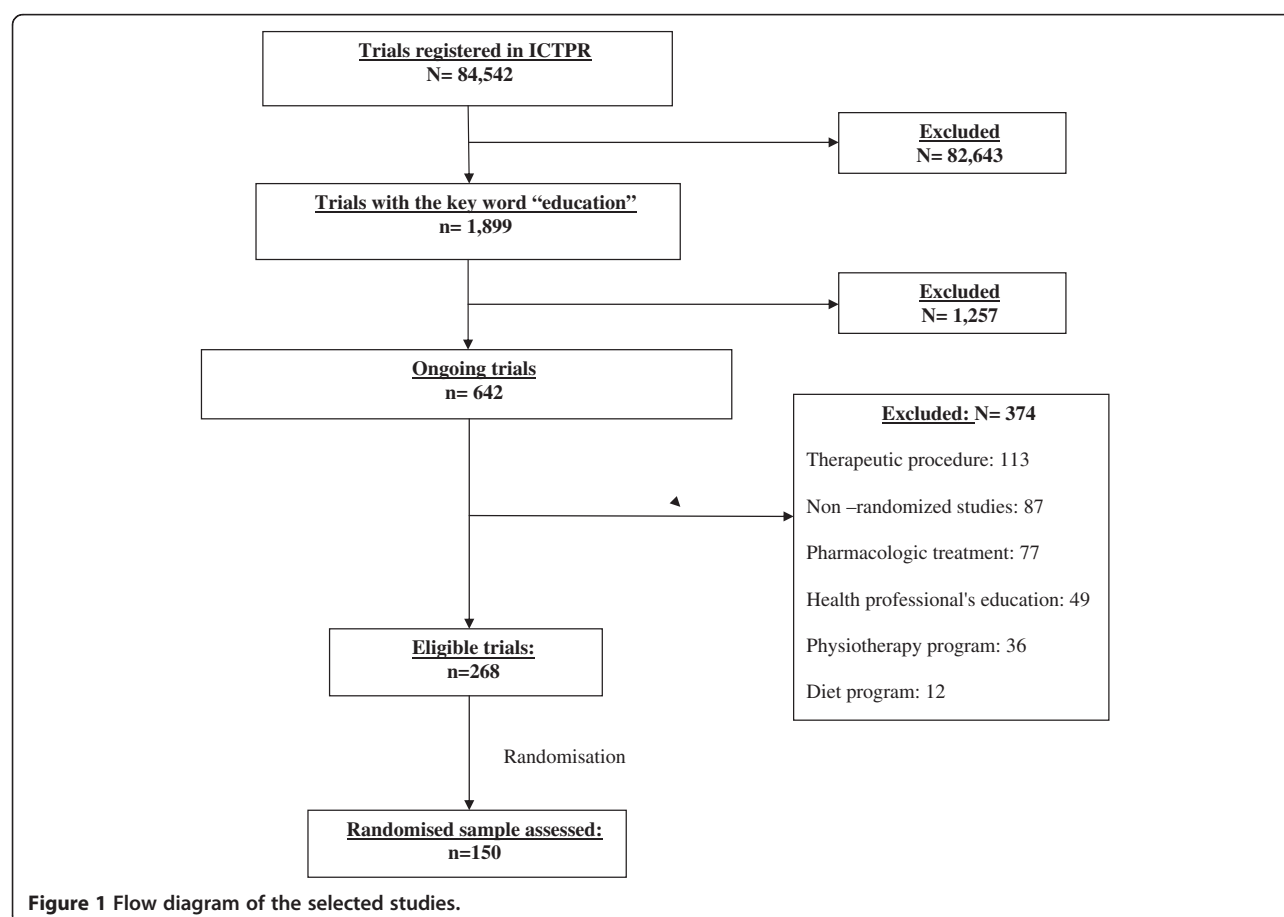 Trials registered in ICTPR
N= 84,542
Excluded
N= 82,643
Trials with the key word “education”
n= 1,899
Excluded
N= 1,257
Ongoing trials
n= 642
Excluded: N= 374
Therapeutic procedure: 113
Non –randomized studies: 87
Pharmacologic treatment: 77
Health professional's education: 49
Physiotherapy program: 36
Diet program: 12
Eligible trials:
n=268
Randomisation
Randomised sample assessed:
n=150
Figure 1 Flow diagram of the selected studies.